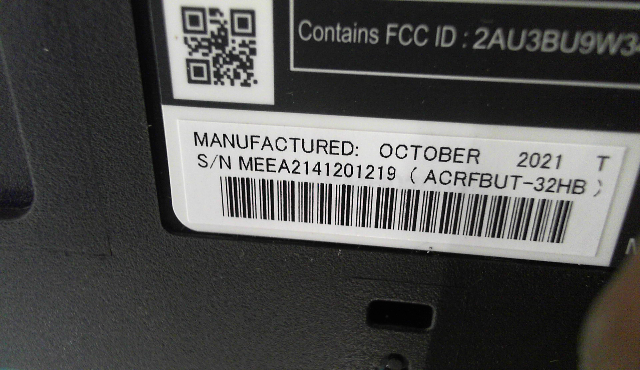 Contains FCC ID : 2AU3BU9W3
MANUFACTURED: OCTOBER 2021 T
S/N MEEA2141201219 ( ACRFBUT-32HB )